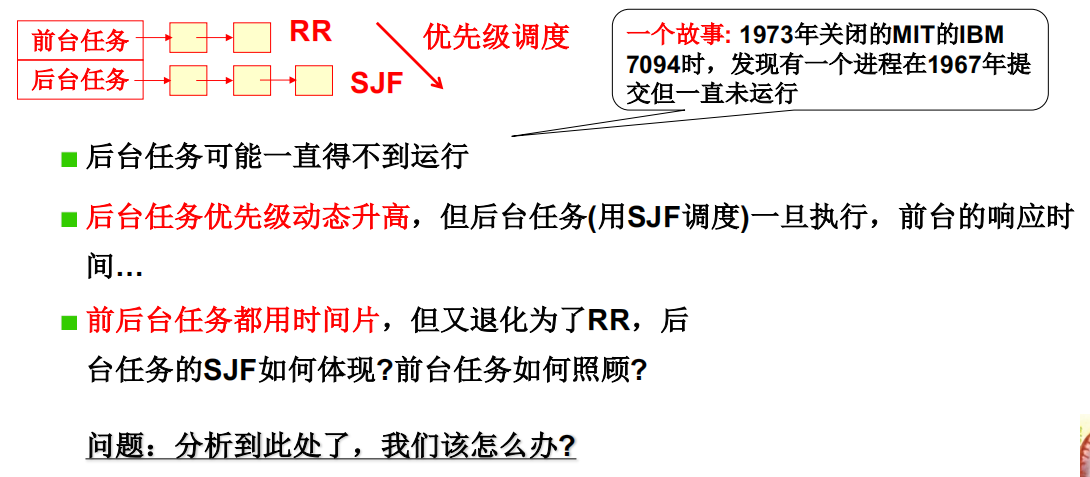 前台任务
RR
优先级调度
后台任务
SJF
一个故事: 1973年关闭的MIT的IBM
7094时，发现有一个进程在1967年提
交但一直未运行
后台任务可能一直得不到运行
后台任务优先级动态升高，但后台任务(用SJF调度)一旦执行，前台的响应时
间…
前后台任务都用时间片，但又退化为了RR，后
台任务的SJF如何体现?前台任务如何照顾?
问题：分析到此处了，我们该怎么办?